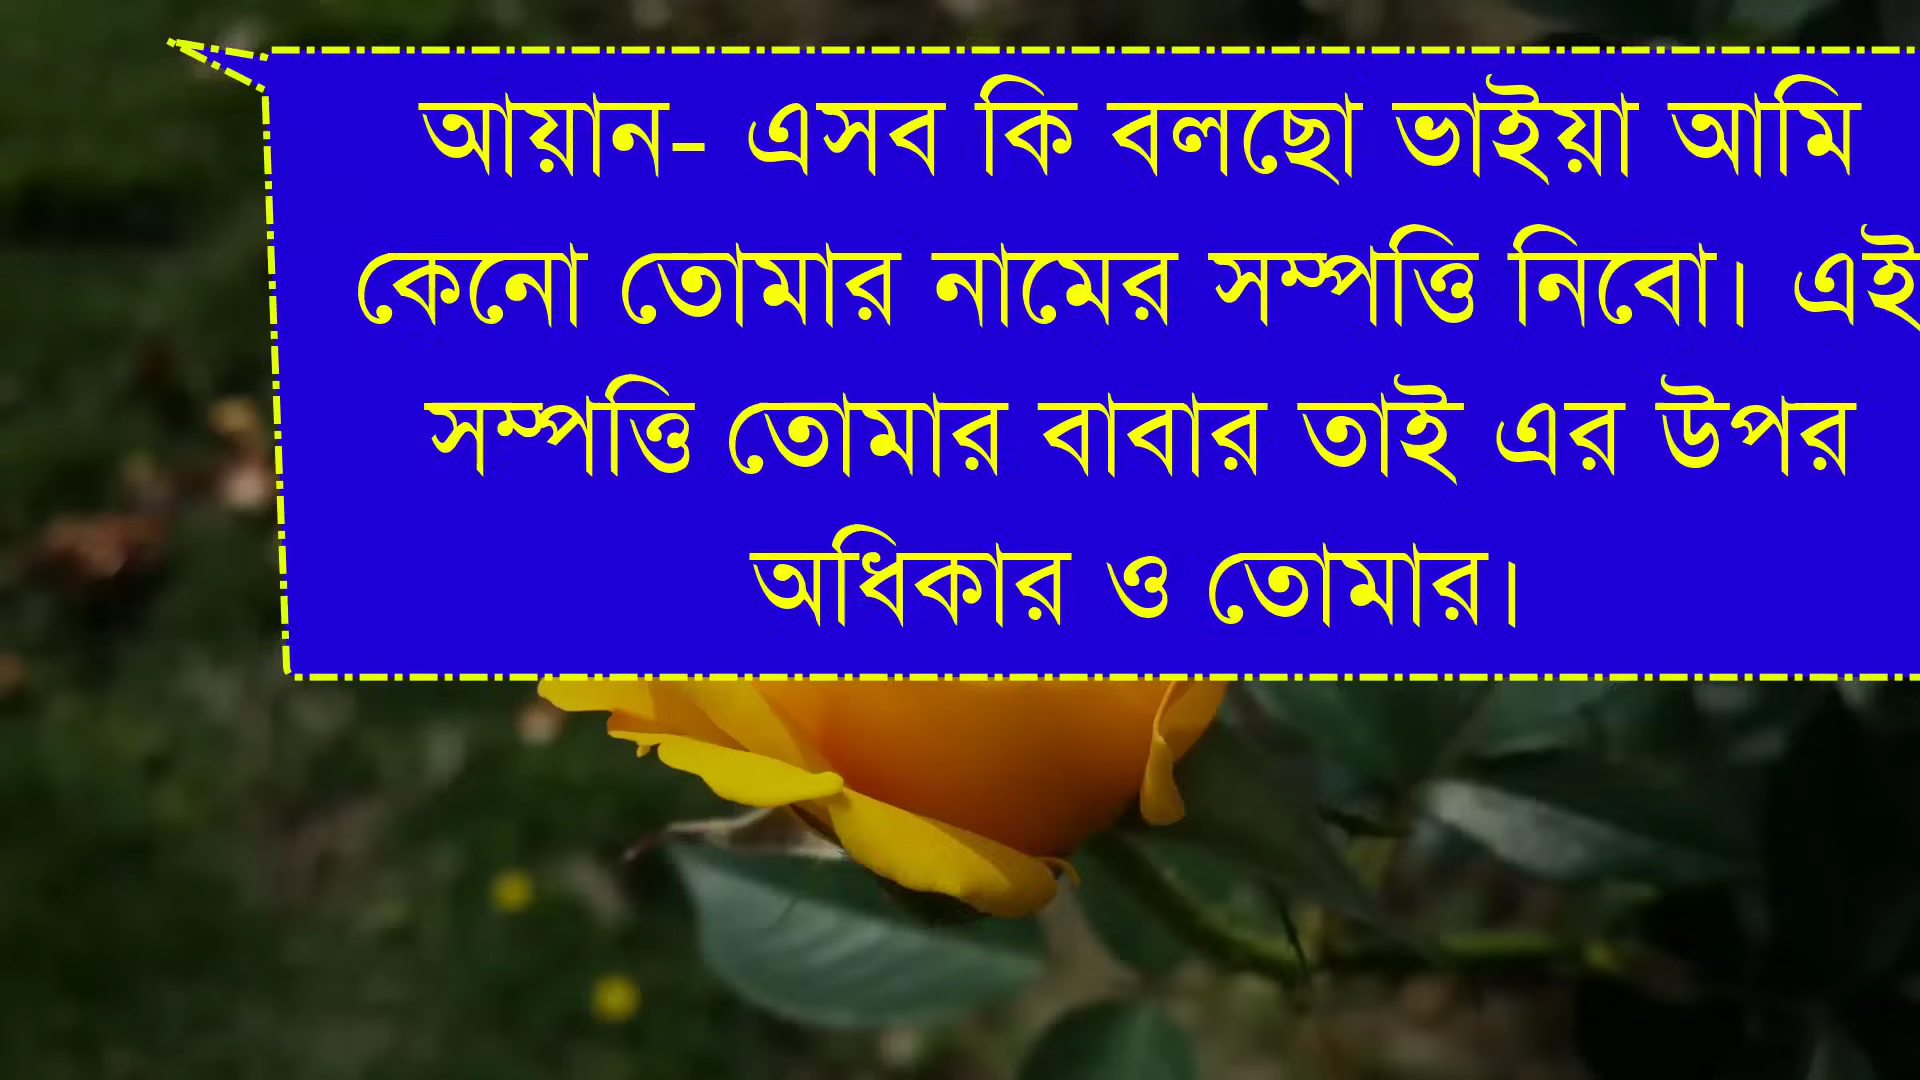 আয়ান- এসব কি বলছো ভাইয়া আমি
কেনো তোমার নামের সম্পত্তি নিবো। এই
সম্পত্তি তোমার বাবার তাই এর উপর
অধিকার ও তোমার।